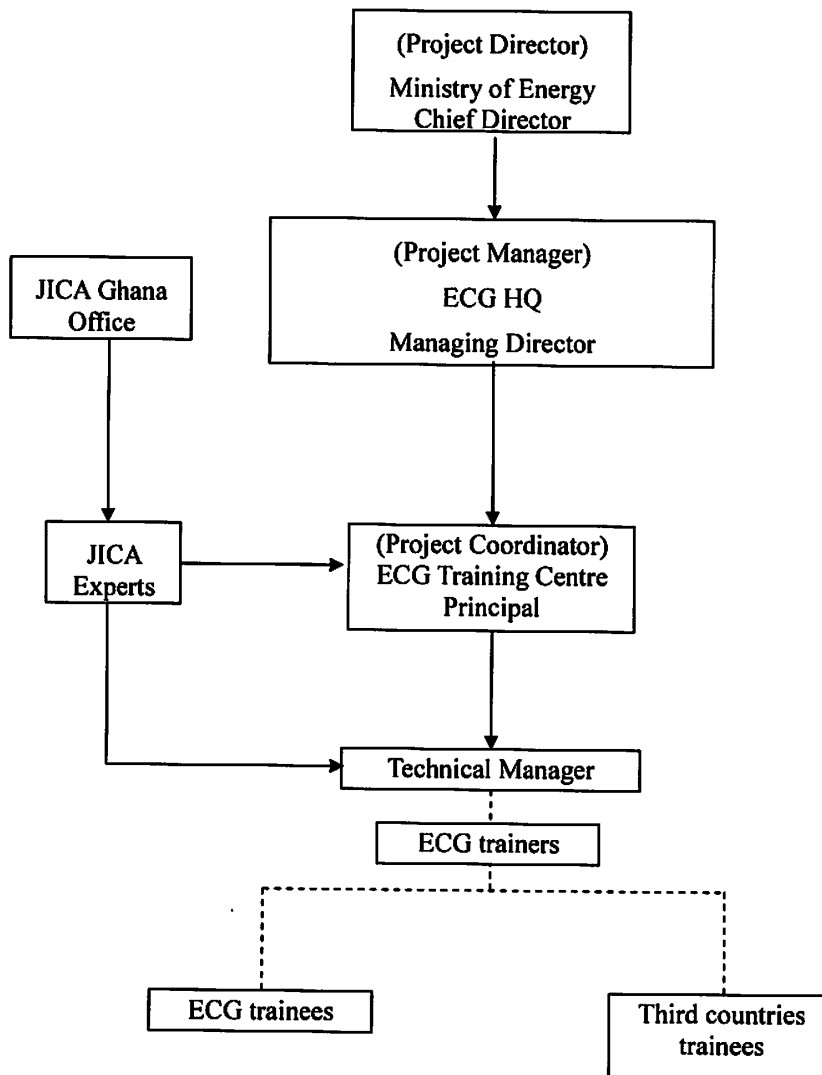 (Project Director)
Ministry of Energy
Chief Director
(Project Manager)
ECG HQ
Managing Director
JICA Ghana
Office
JICA
Experts
(Project Coordinator)
ECG Training Centre
Principal
Technical Manager
ECG trainers
ECG trainees
Third countries
trainees